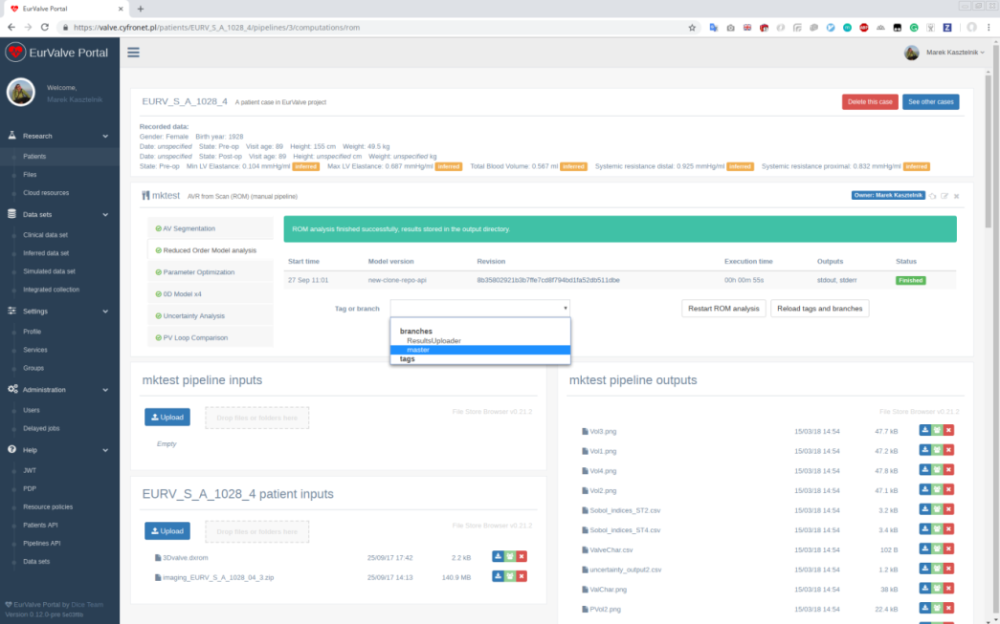 EurValve Portal
https://valve.cyfronet.pl/patients/EURV_S_A_1028_4/pipelines/3/computations/rom
EurValve Portal
Marek Kasztelnik
Welcome,
Marek Kasztelnik
Research
Patients
Files
Cloud resources
Data sets
Clinical data set
Inferred data set
Simulated data set
Integrated collection
Settings
Profile
Services
Groups
Administration
Users
Delayed jobs
Help
JWT
PDP
Resource policies
Patients API
Pipelines API
Data sets
EurValve Portal by Dice Team
Version 0.12.0-pre
EURV_S_A_1028_4 A patient case in EurValve project
Delete this case See other cases
Recorded data:
Gender: Female Birth year: 1928
Date: unspecified State: Pre-op Visit age: 89 Height: 155 cm Weight: 49.5 kg
Date: unspecified State: Post-op Visit age: 89 Height: unspecified cm Weight: unspecified kg
State: Pre-op Min LV Elastance: 0.104 mmHg/ml Inferred Max LV Elastance: 0.687 mmHg/ml Inferred Total Blood Volume: 0.567 ml Inferred Systemic resistance distal: 0.925 mmHg/ml Inferred Systemic resistance proximal: 0.832 mmHg/ml Inferred
mktest AVR from Scan (ROM) (manual pipeline)
Owner: Marek Kasztelnik
AV Segmentation
Reduced Order Model analysis
Parameter Optimization
0D Model x4
Uncertainty Analysis
PV Loop Comparison
ROM analysis finished successfully, results stored in the output directory.
Start time Model version Revision Execution time Outputs Status
27 Sep 11:01 new-clone-repo-api 8b35802921b3b7ffe7cd8f794bd1fa52db511dbe 00h 00m 55s stdout, stderr Finished
Tag or branch
Restart ROM analysis Reload tags and branches
branches
ResultsUploader
master
tags
mktest pipeline inputs
Upload Drop files or folders here
File Store Browser v0.21.2
Empty
EURV_S_A_1028_4 patient inputs
Upload Drop files or folders here
File Store Browser v0.21.2
3Dvalve.dxrom 25/09/17 17:42 2.2 kB
imaging_EURV_S_A_1028_04_3.zip 25/09/17 14:13 140.9 MB
mktest pipeline outputs
File Store Browser v0.21.2
Vol3.png 15/03/18 14:54 47.7 kB
Vol1.png 15/03/18 14:54 47.2 kB
Vol4.png 15/03/18 14:54 47.8 kB
Vol2.png 15/03/18 14:54 47.1 kB
Sobol_indices_ST2.csv 15/03/18 14:54 3.2 kB
Sobol_indices_ST4.csv 15/03/18 14:54 3.4 kB
ValveChar.csv 15/03/18 14:54 102 B
uncertainty_output2.csv 15/03/18 14:54 1.2 kB
ValChar.png 15/03/18 14:54 38 kB
PVol2.png 15/03/18 14:54 22.4 kB